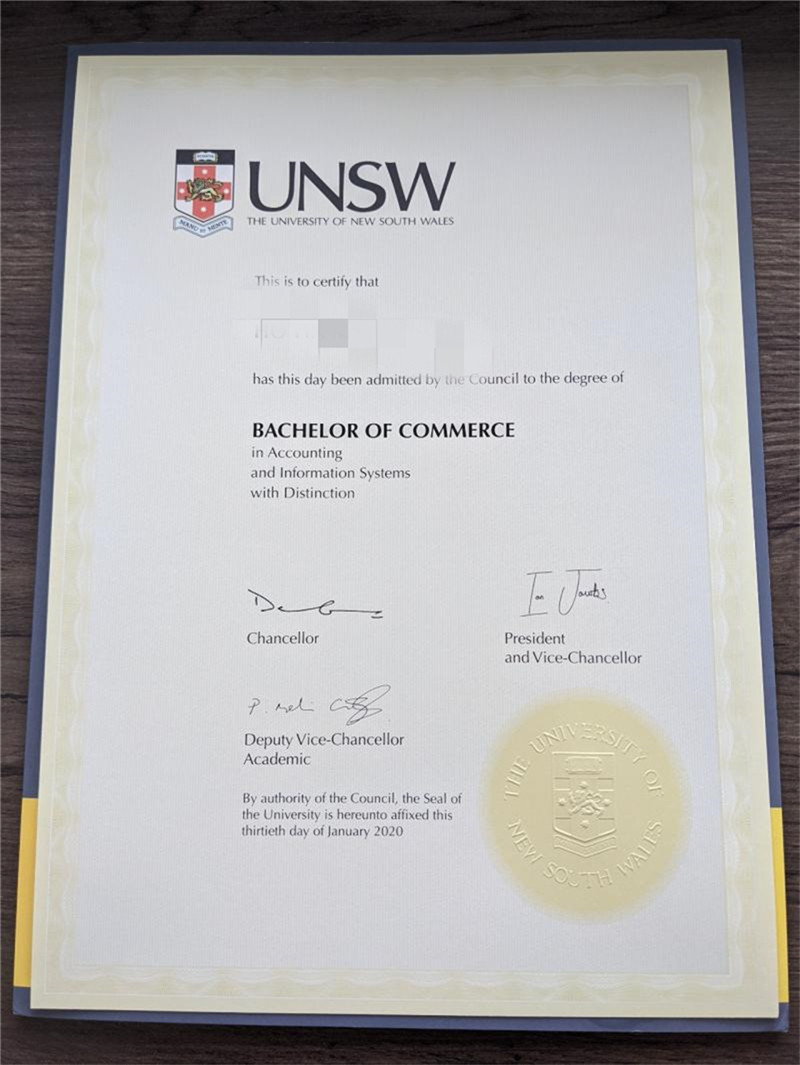 UNSW
THE UNIVERSITY OF NEW SOUTH WALES
MANU ET MENTE
This is to certify that
has this day been admitted by the Council to the degree of
BACHELOR OF COMMERCE
in Accounting
and Information Systems
with Distinction
Ian Jacobs
Chancellor
President
and Vice-Chancellor
Deputy Vice-Chancellor
Academic
By authority of the Council, the Seal of
the University is hereunto affixed this
thirtieth day of January 2020
THE UNIVERSITY OF
NEW SOUTH WALES